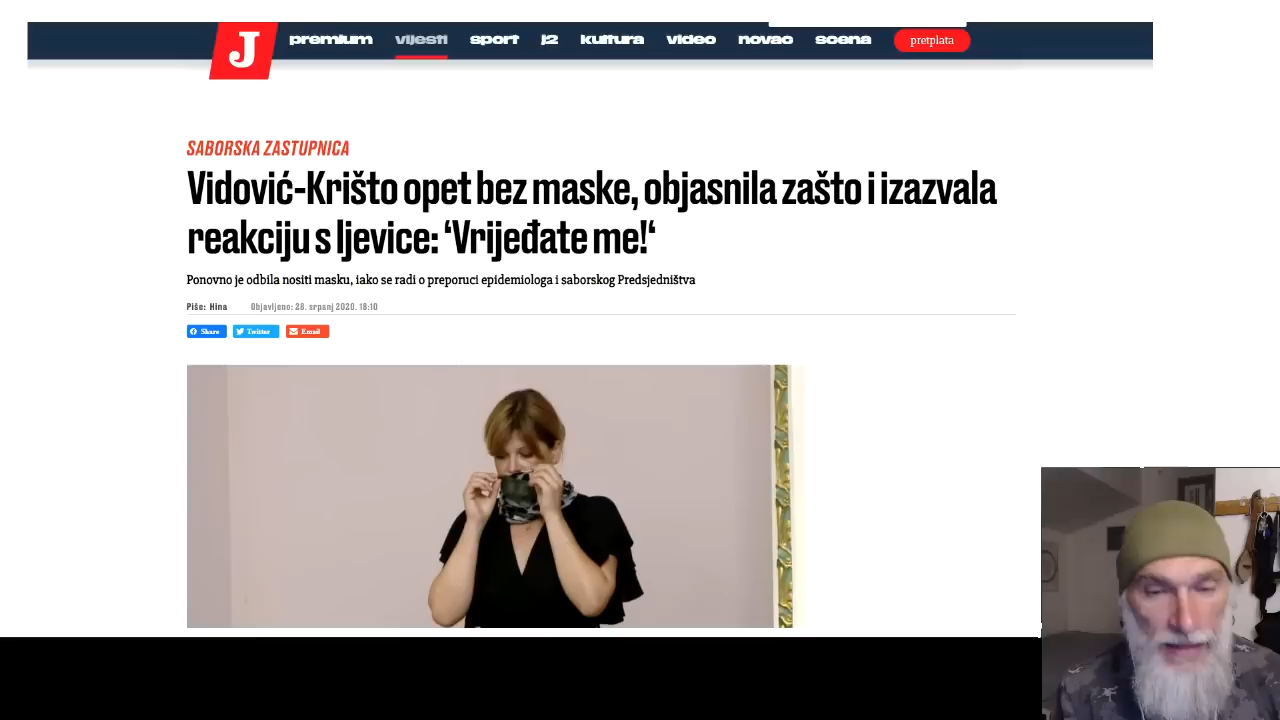 J premium vijesti sport j2 kultura video novac scena pretplata
SABORSKA ZASTUPNICA
Vidović-Krišto opet bez maske, objasnila zašto i izazvala
reakciju s ljevice: ‘Vrijeđate me!‘
Ponovno je odbila nositi masku, iako se radi o preporuci epidemiologa i saborskog Predsjedništva
Piše: Hina Objavljeno: 28. srpanj 2020. 18:10
Share Twitter Email